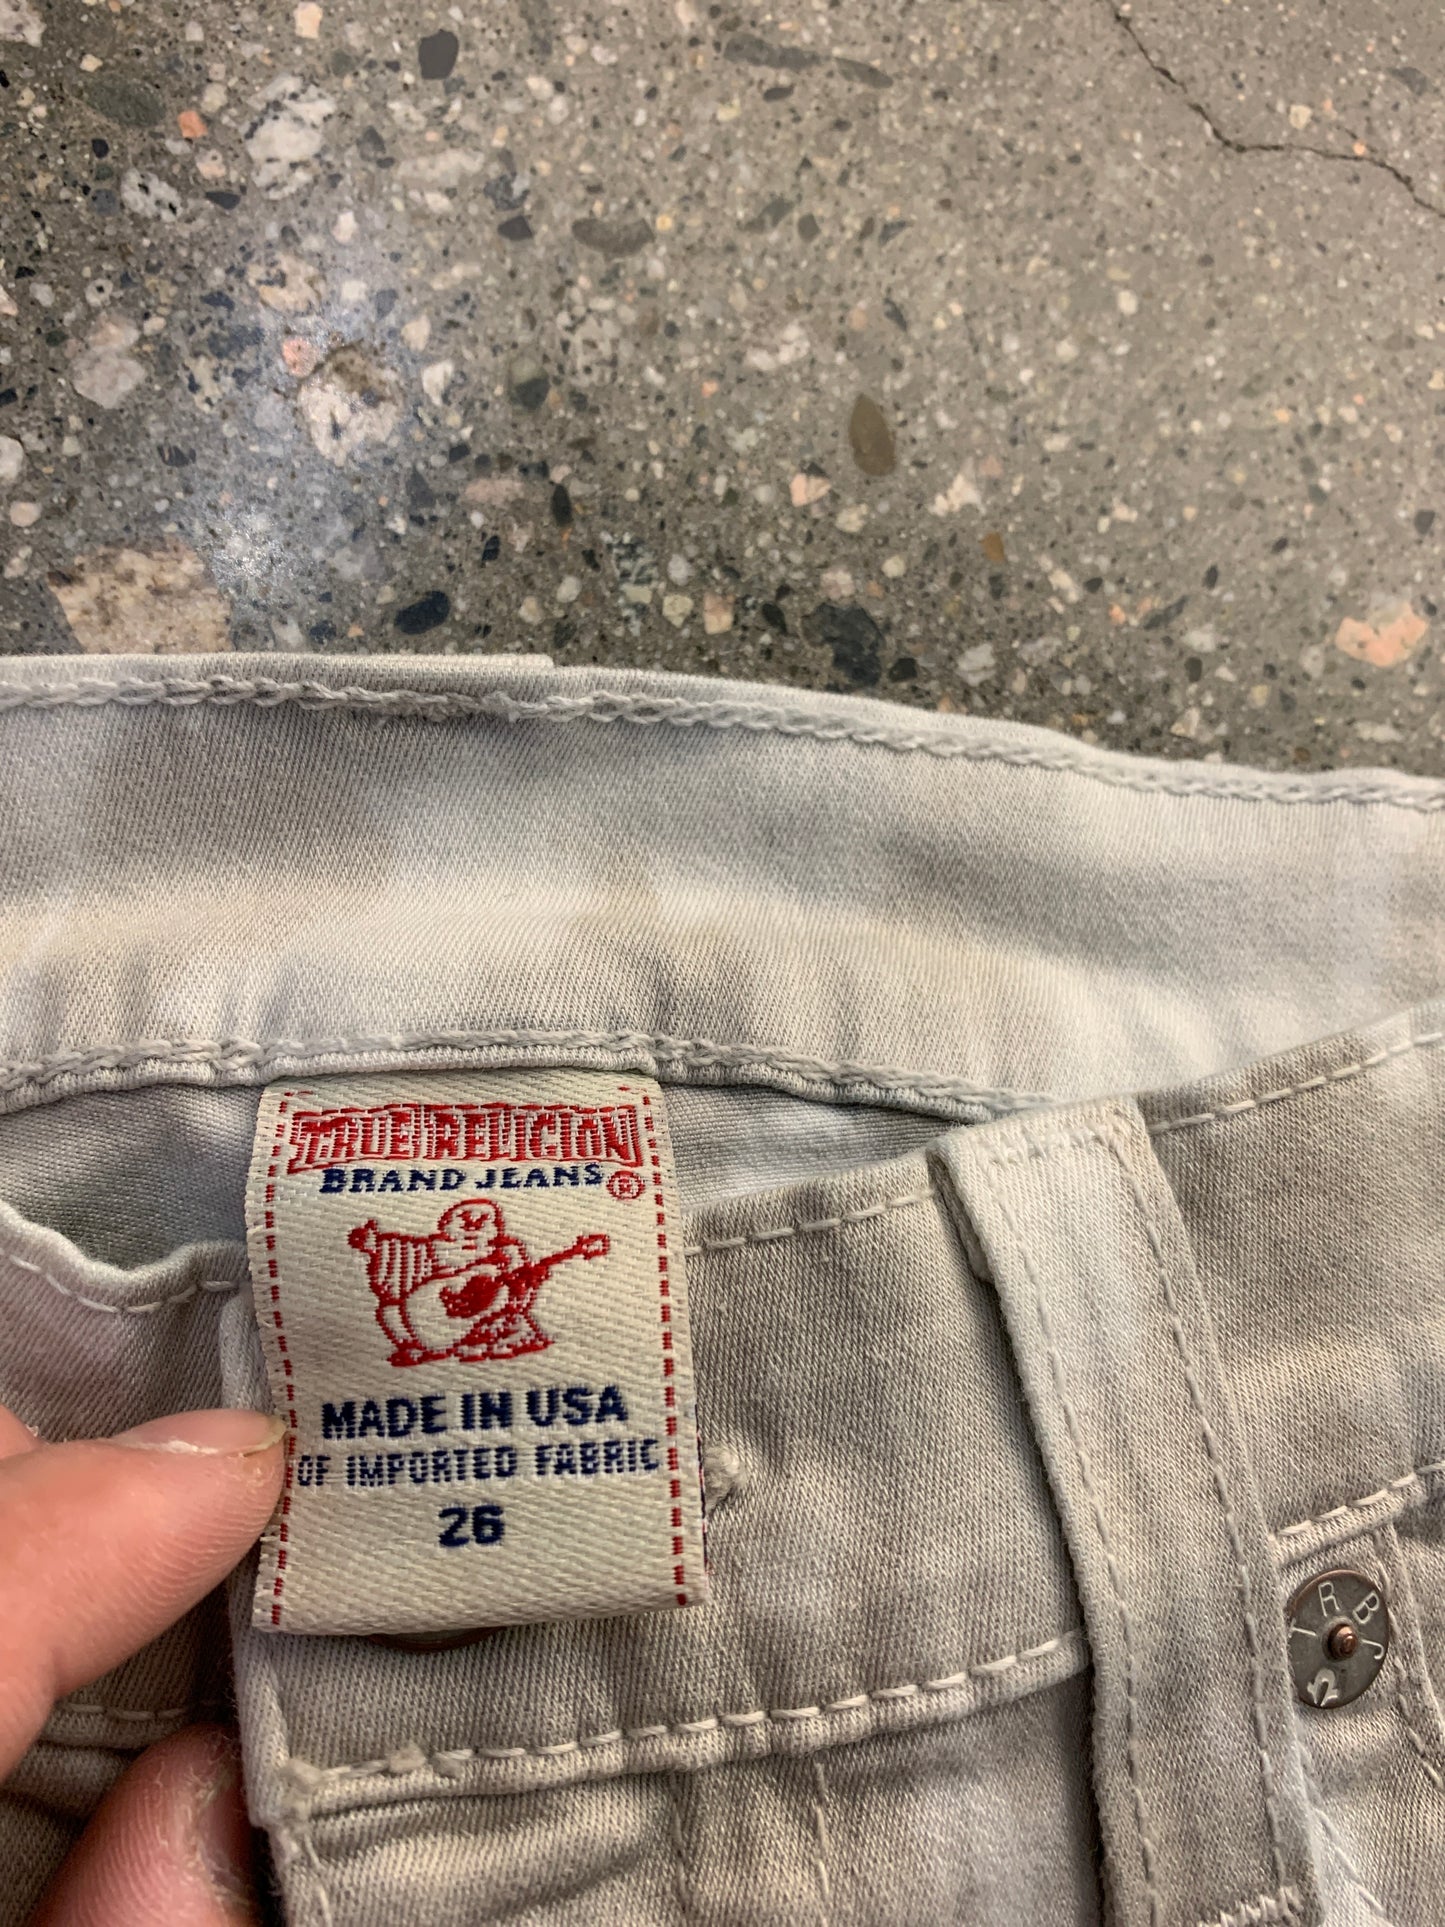 TRUE RELIGION
BRAND JEANS®
MADE IN USA
OF IMPORTED FABRIC
26
T R B J